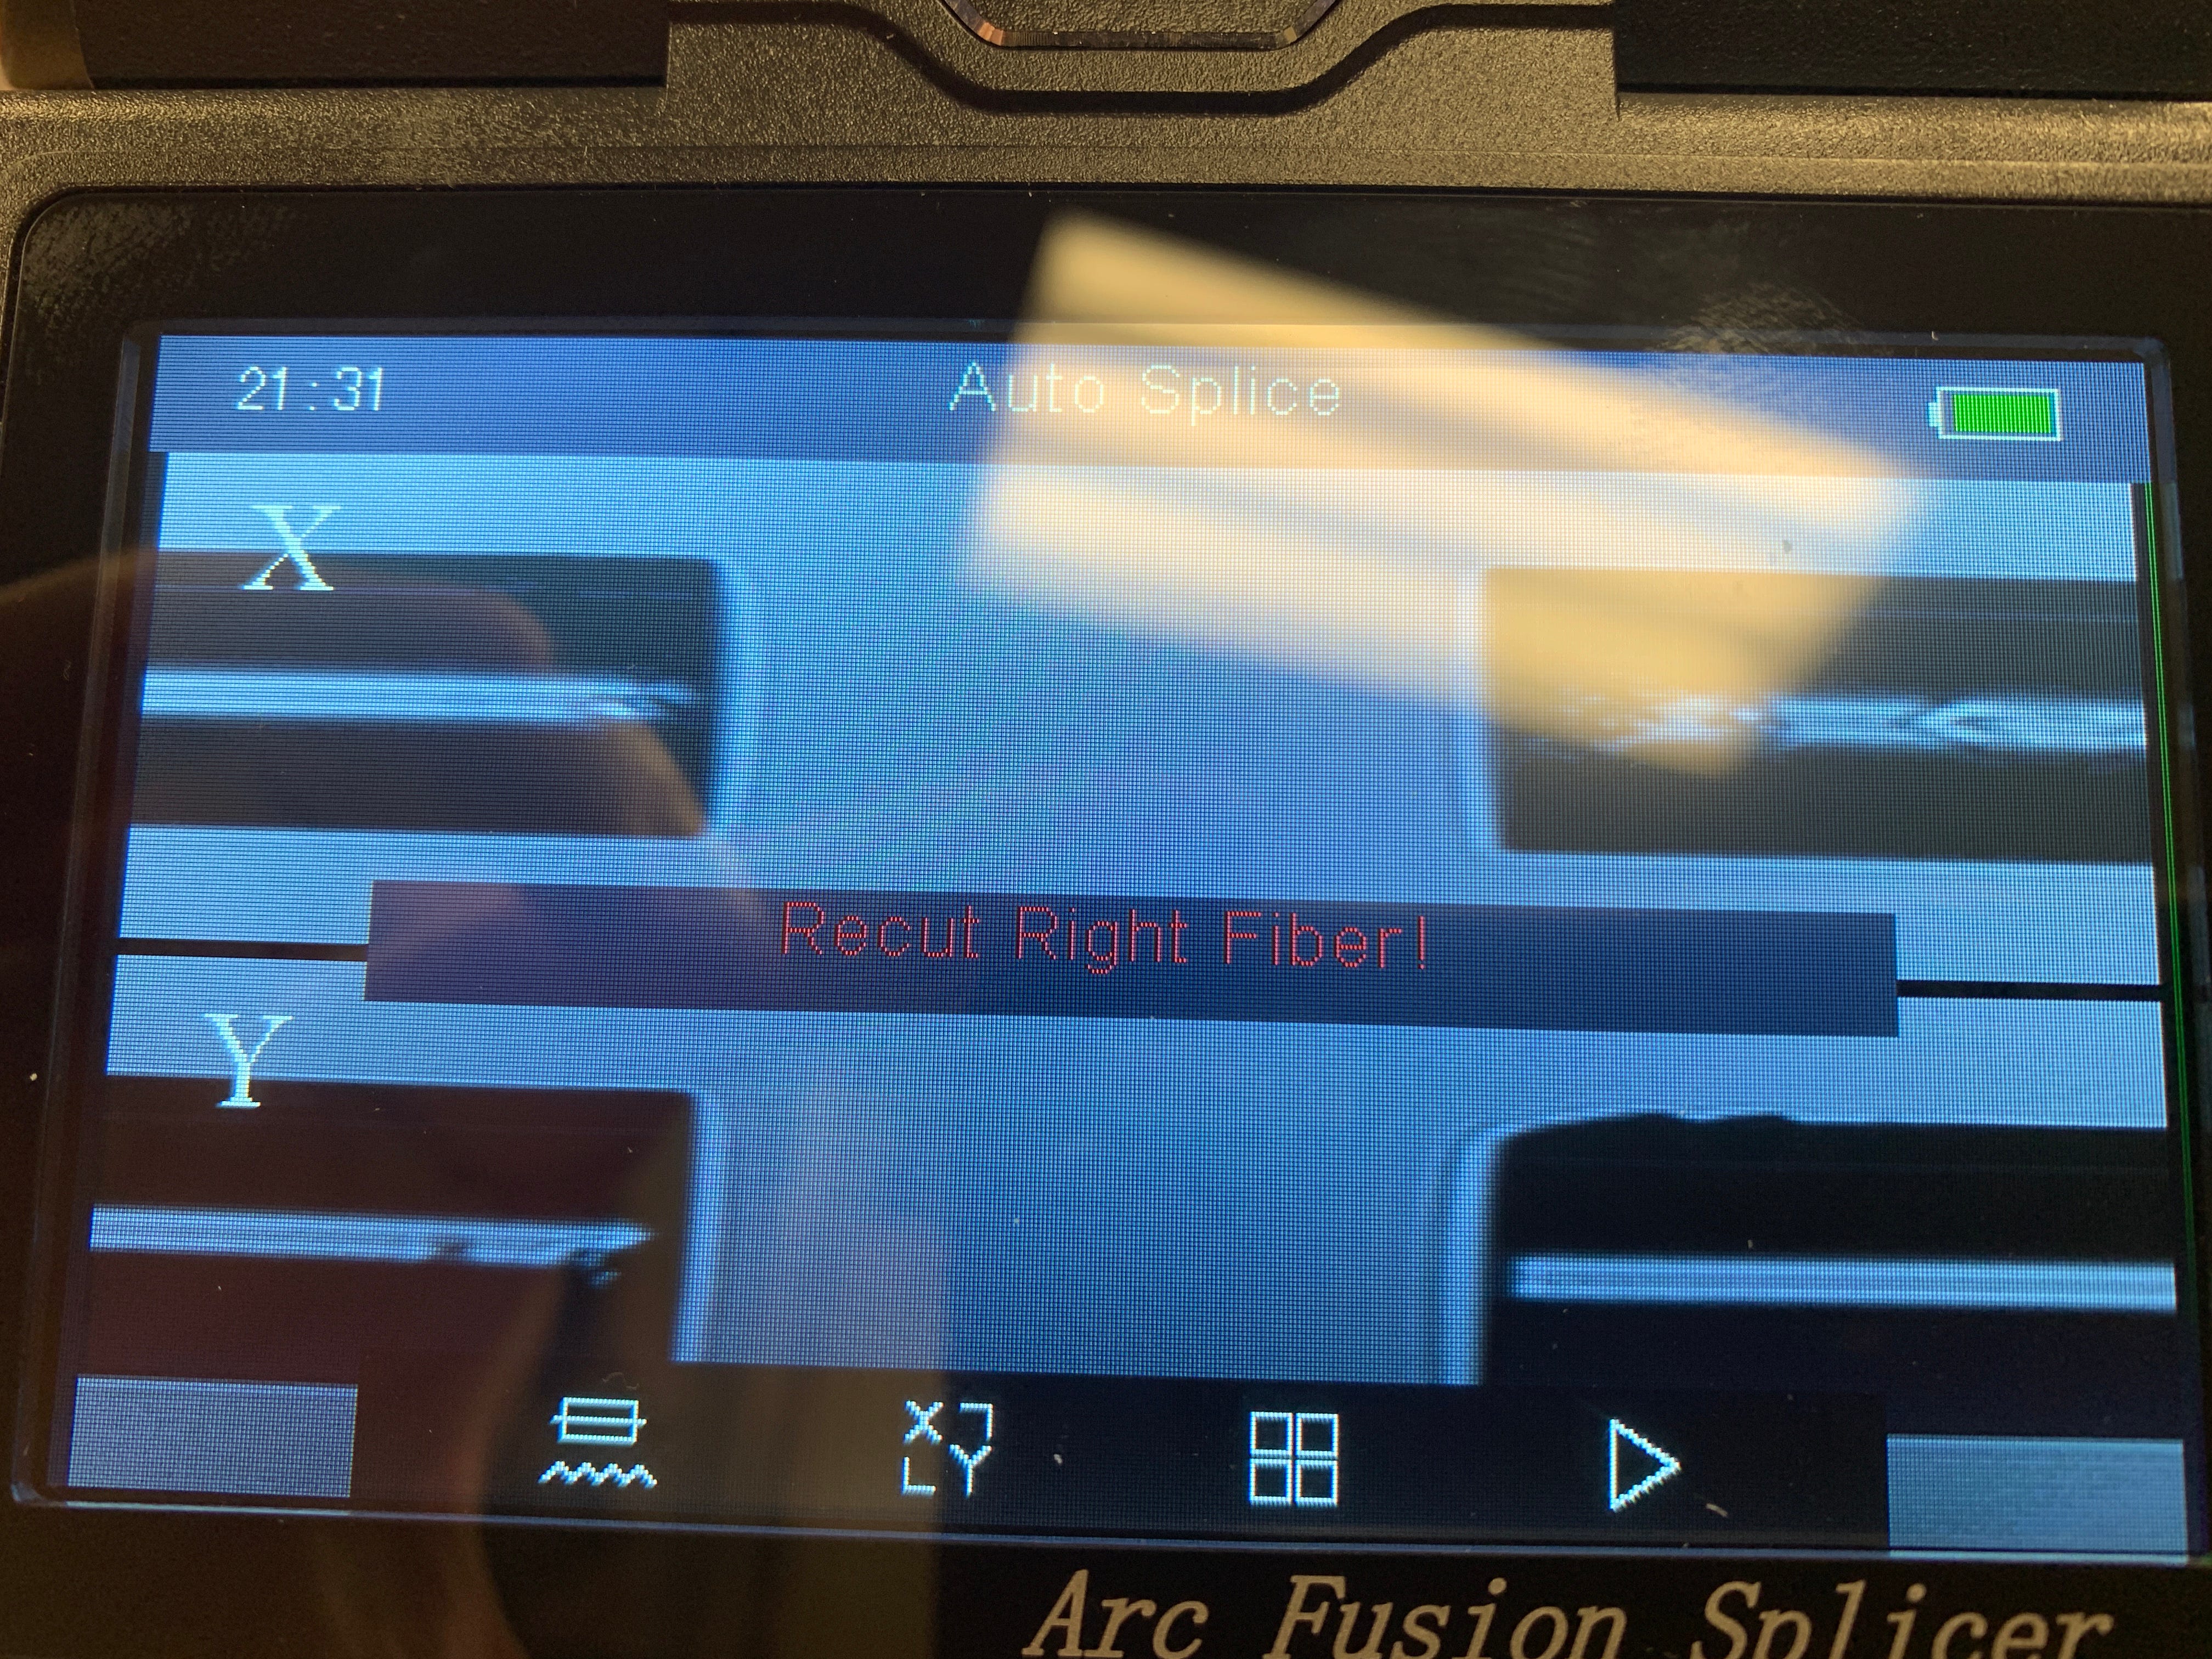 21:31
Auto Splice
X
Recut Right Fiber!
Y
X Y
Arc Fusion Splicer